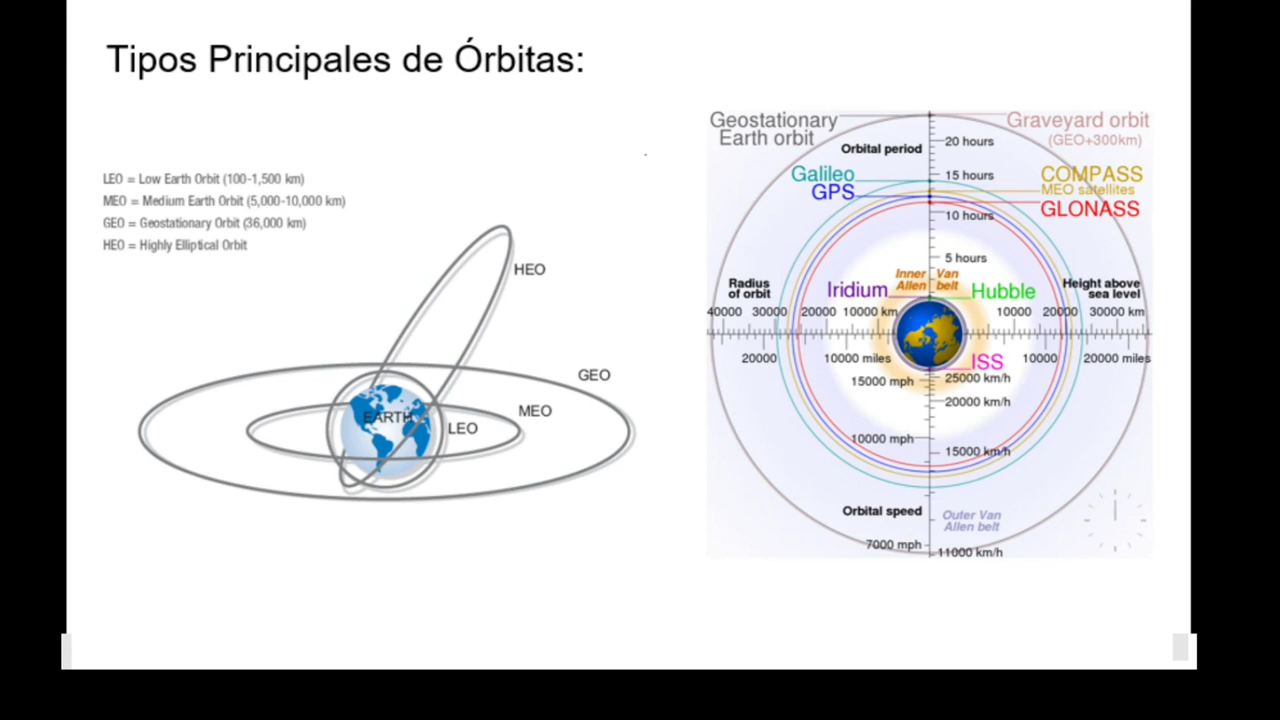 Tipos Principales de Órbitas:
LEO = Low Earth Orbit (100-1,500 km)
MEO = Medium Earth Orbit (5,000-10,000 km)
GEO = Geostationary Orbit (36,000 km)
HEO = Highly Elliptical Orbit
HEO
GEO
MEO
EARTH
LEO
Geostationary
Earth orbit
Graveyard orbit
(GEO+300km)
Orbital period
20 hours
Galileo
15 hours
COMPASS
MEO satellites
GPS
GLONASS
10 hours
5 hours
Inner Van
Allen belt
Radius
of orbit
Iridium
Hubble
Height above
sea level
40000 30000 20000 10000 km
10000 20000 30000 km
20000 10000 miles
10000 20000 miles
ISS
15000 mph
25000 km/h
20000 km/h
10000 mph
15000 km/h
Orbital speed
Outer Van
Allen belt
7000 mph
11000 km/h